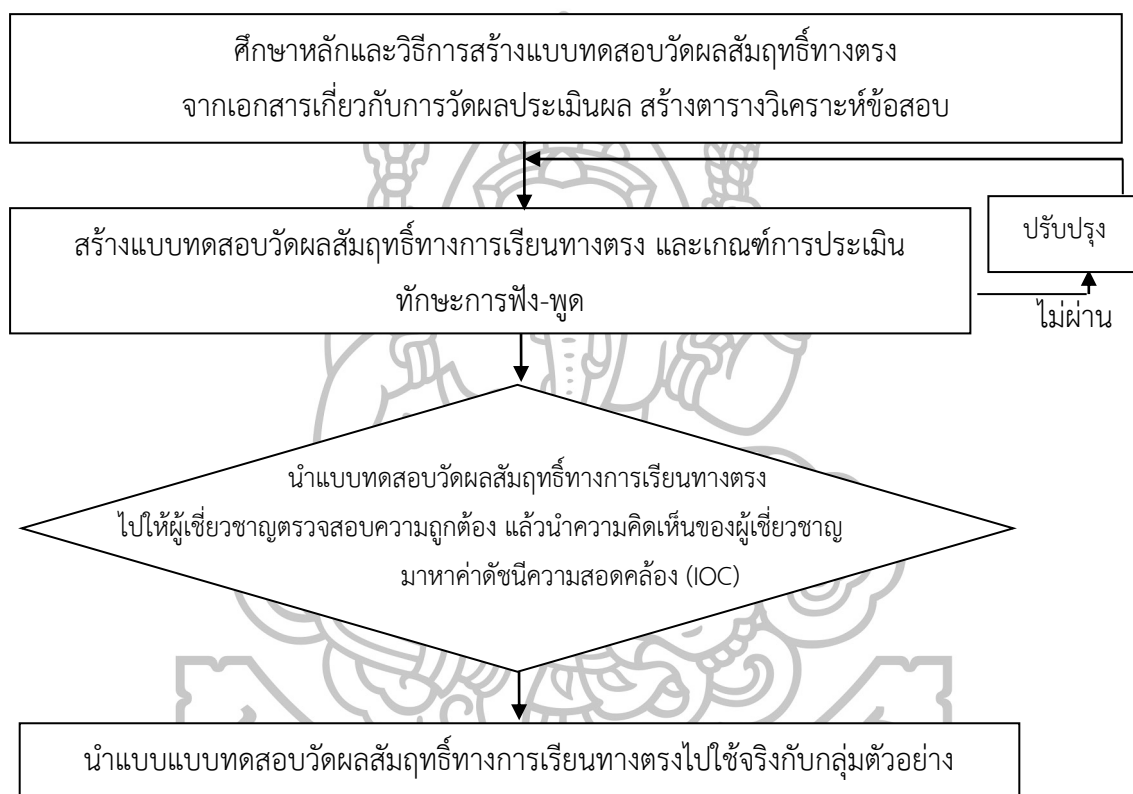 ศึกษาหลักและวิธีการสร้างแบบทดสอบวัดผลสัมฤทธิ์ทางตรง
จากเอกสารเกี่ยวกับการวัดผลประเมินผล สร้างตารางวิเคราะห์ข้อสอบ
สร้างแบบทดสอบวัดผลสัมฤทธิ์ทางการเรียนทางตรง และเกณฑ์การประเมิน
ทักษะการฟัง-พูด
ปรับปรุง
ไม่ผ่าน
นำแบบทดสอบวัดผลสัมฤทธิ์ทางการเรียนทางตรง
ไปให้ผู้เชี่ยวชาญตรวจสอบความถูกต้อง แล้วนำความคิดเห็นของผู้เชี่ยวชาญ
มาหาค่าดัชนีความสอดคล้อง (IOC)
นำแบบแบบทดสอบวัดผลสัมฤทธิ์ทางการเรียนทางตรงไปใช้จริงกับกลุ่มตัวอย่าง